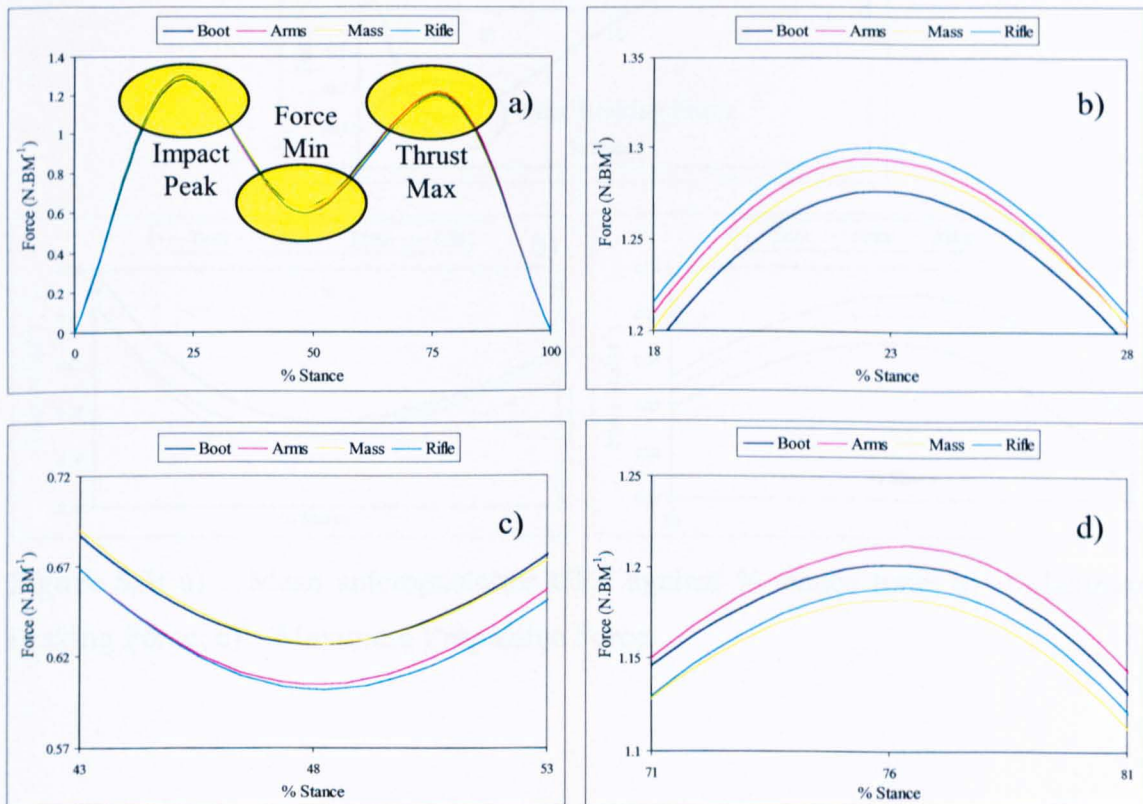 Boot Arms Mass Rifle
1.4
1.2
1
0.8
0.6
0.4
0.2
0
Force (N.BM-1)
a)
Impact
Peak
Force
Min
Thrust
Max
0 25 50 75 100
% Stance
Boot Arms Mass Rifle
1.35
1.3
1.25
1.2
Force (N.BM-1)
b)
18 23 28
% Stance
Boot Arms Mass Rifle
0.72
0.67
0.62
0.57
Force (N.BM-1)
c)
43 48 53
% Stance
Boot Arms Mass Rifle
1.25
1.2
1.15
1.1
Force (N.BM-1)
d)
71 76 81
% Stance